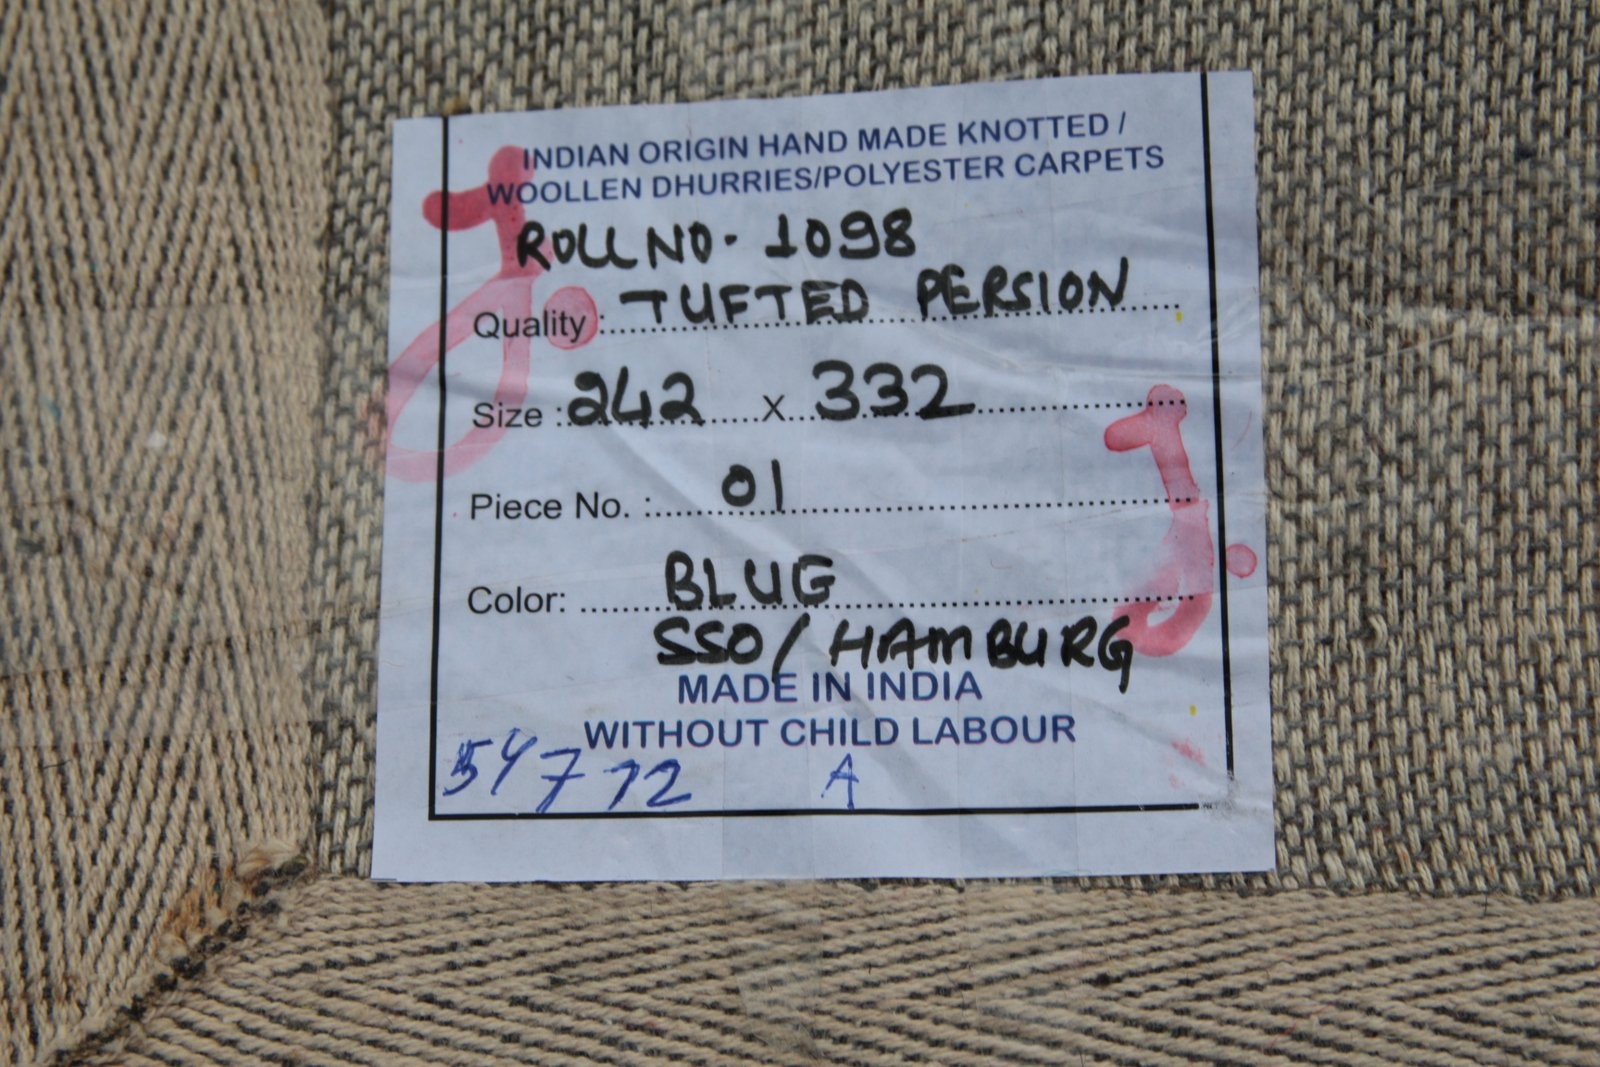 INDIAN ORIGIN HAND MADE KNOTTED /
WOOLLEN DHURRIES/POLYESTER CARPETS
ROLL NO. 1098
Quality : TUFTED PERSION
Size : 242 x 332
Piece No. : 01
Color: BLUG
SSO / HAMBURG
MADE IN INDIA
WITHOUT CHILD LABOUR
54772 A